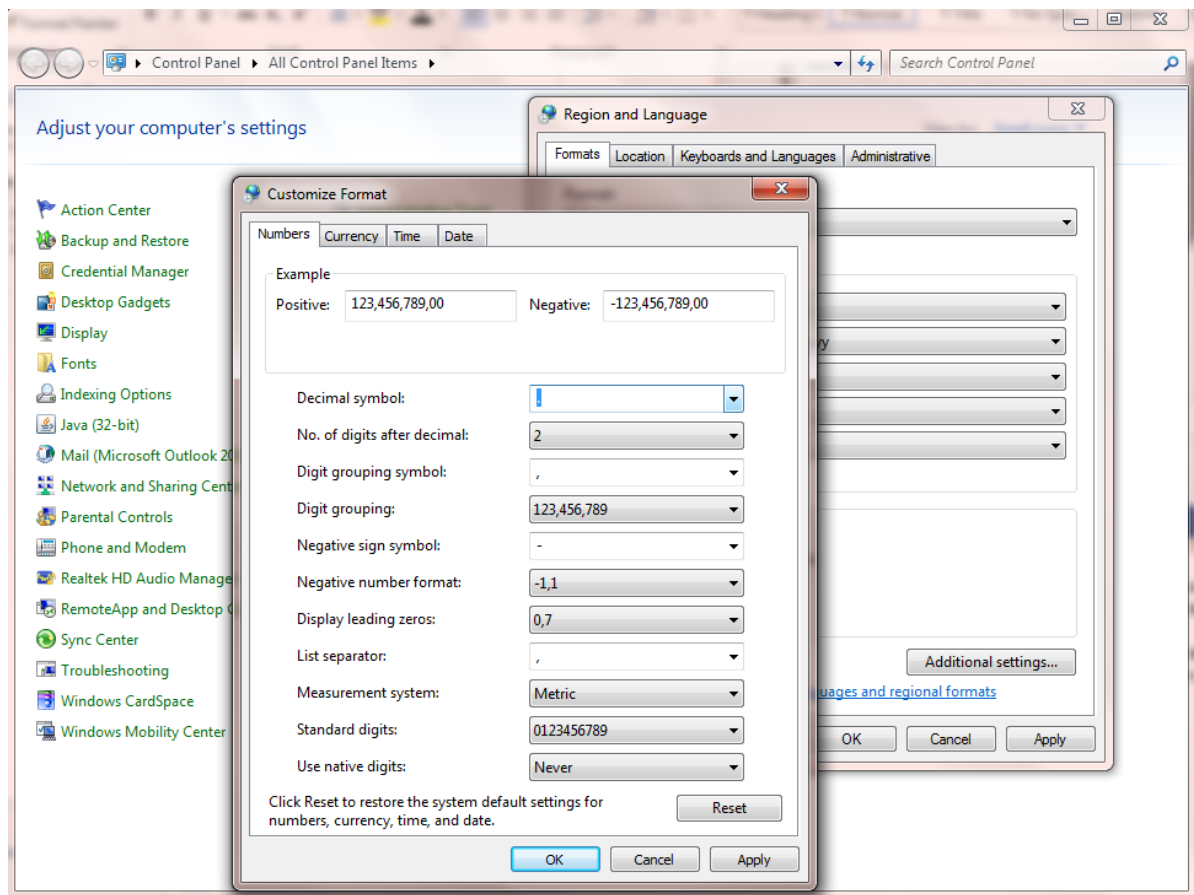 Control Panel ▸ All Control Panel Items ▸
Search Control Panel
Adjust your computer's settings
Action Center
Backup and Restore
Credential Manager
Desktop Gadgets
Display
Fonts
Indexing Options
Java (32-bit)
Mail (Microsoft Outlook 20
Network and Sharing Cent
Parental Controls
Phone and Modem
Realtek HD Audio Manage
RemoteApp and Desktop
Sync Center
Troubleshooting
Windows CardSpace
Windows Mobility Center
Region and Language
Formats Location Keyboards and Languages Administrative
Additional settings...
uages and regional formats
OK Cancel Apply
Customize Format
Numbers Currency Time Date
Example
Positive: 123,456,789,00 Negative: -123,456,789,00
Decimal symbol: .
No. of digits after decimal: 2
Digit grouping symbol: ,
Digit grouping: 123,456,789
Negative sign symbol: -
Negative number format: -1,1
Display leading zeros: 0,7
List separator: ,
Measurement system: Metric
Standard digits: 0123456789
Use native digits: Never
Click Reset to restore the system default settings for
numbers, currency, time, and date.
Reset
OK Cancel Apply